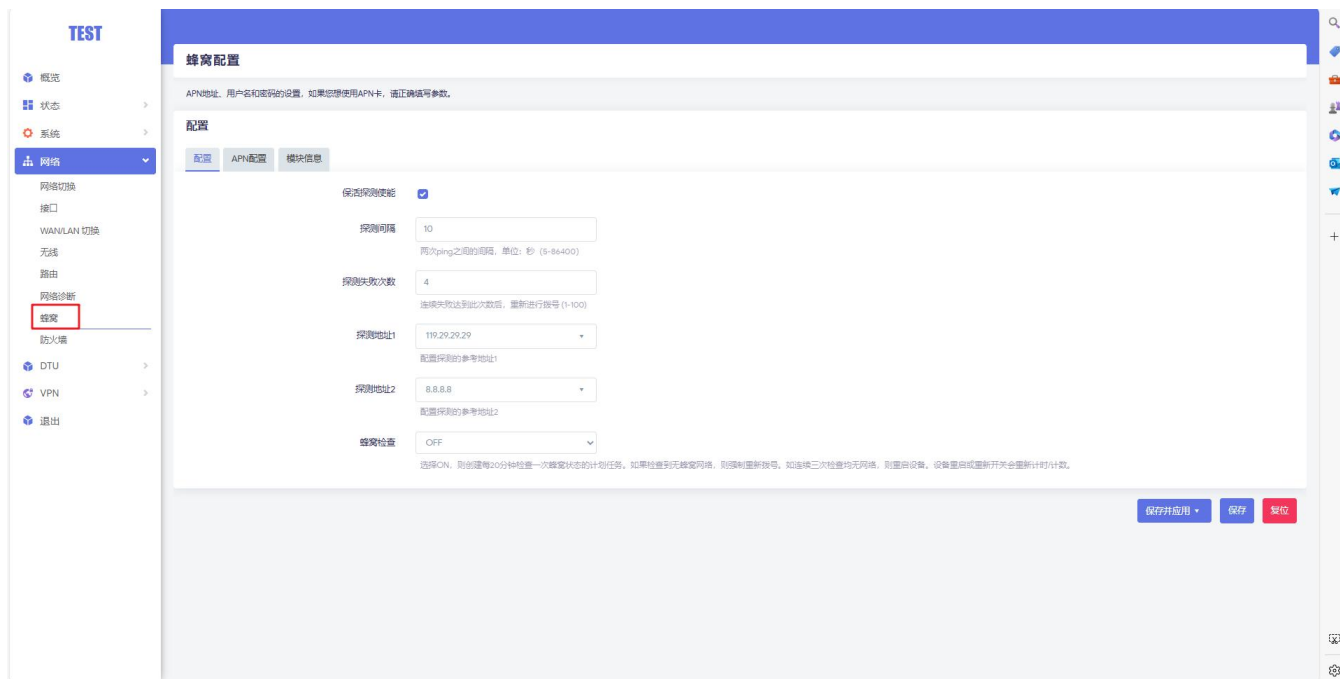 TEST
概览
状态
系统
网络
网络切换
接口
WAN/LAN 切换
无线
路由
网络诊断
蜂窝
防火墙
DTU
VPN
退出
蜂窝配置
APN地址，用户名和密码的设置，如果您想使用APN卡，请正确填写参数。
配置
配置 APN配置 模块信息
保活探测使能
探测间隔 10
两次ping之间的间隔，单位：秒 (5-86400)
探测失败次数 4
连续失败达到此次数后，重新进行拨号 (1-100)
探测地址1 119.29.29.29
配置探测的参考地址1
探测地址2 8.8.8.8
配置探测的参考地址2
蜂窝检查 OFF
选择ON，则创建每20分钟检查一次蜂窝状态的计划任务。如果检查到无蜂窝网络，则强制重新拨号。如连续三次检查均无网络，则重启设备。设备重启或重新开关会重新计时/计数。
保存并应用 保存 复位